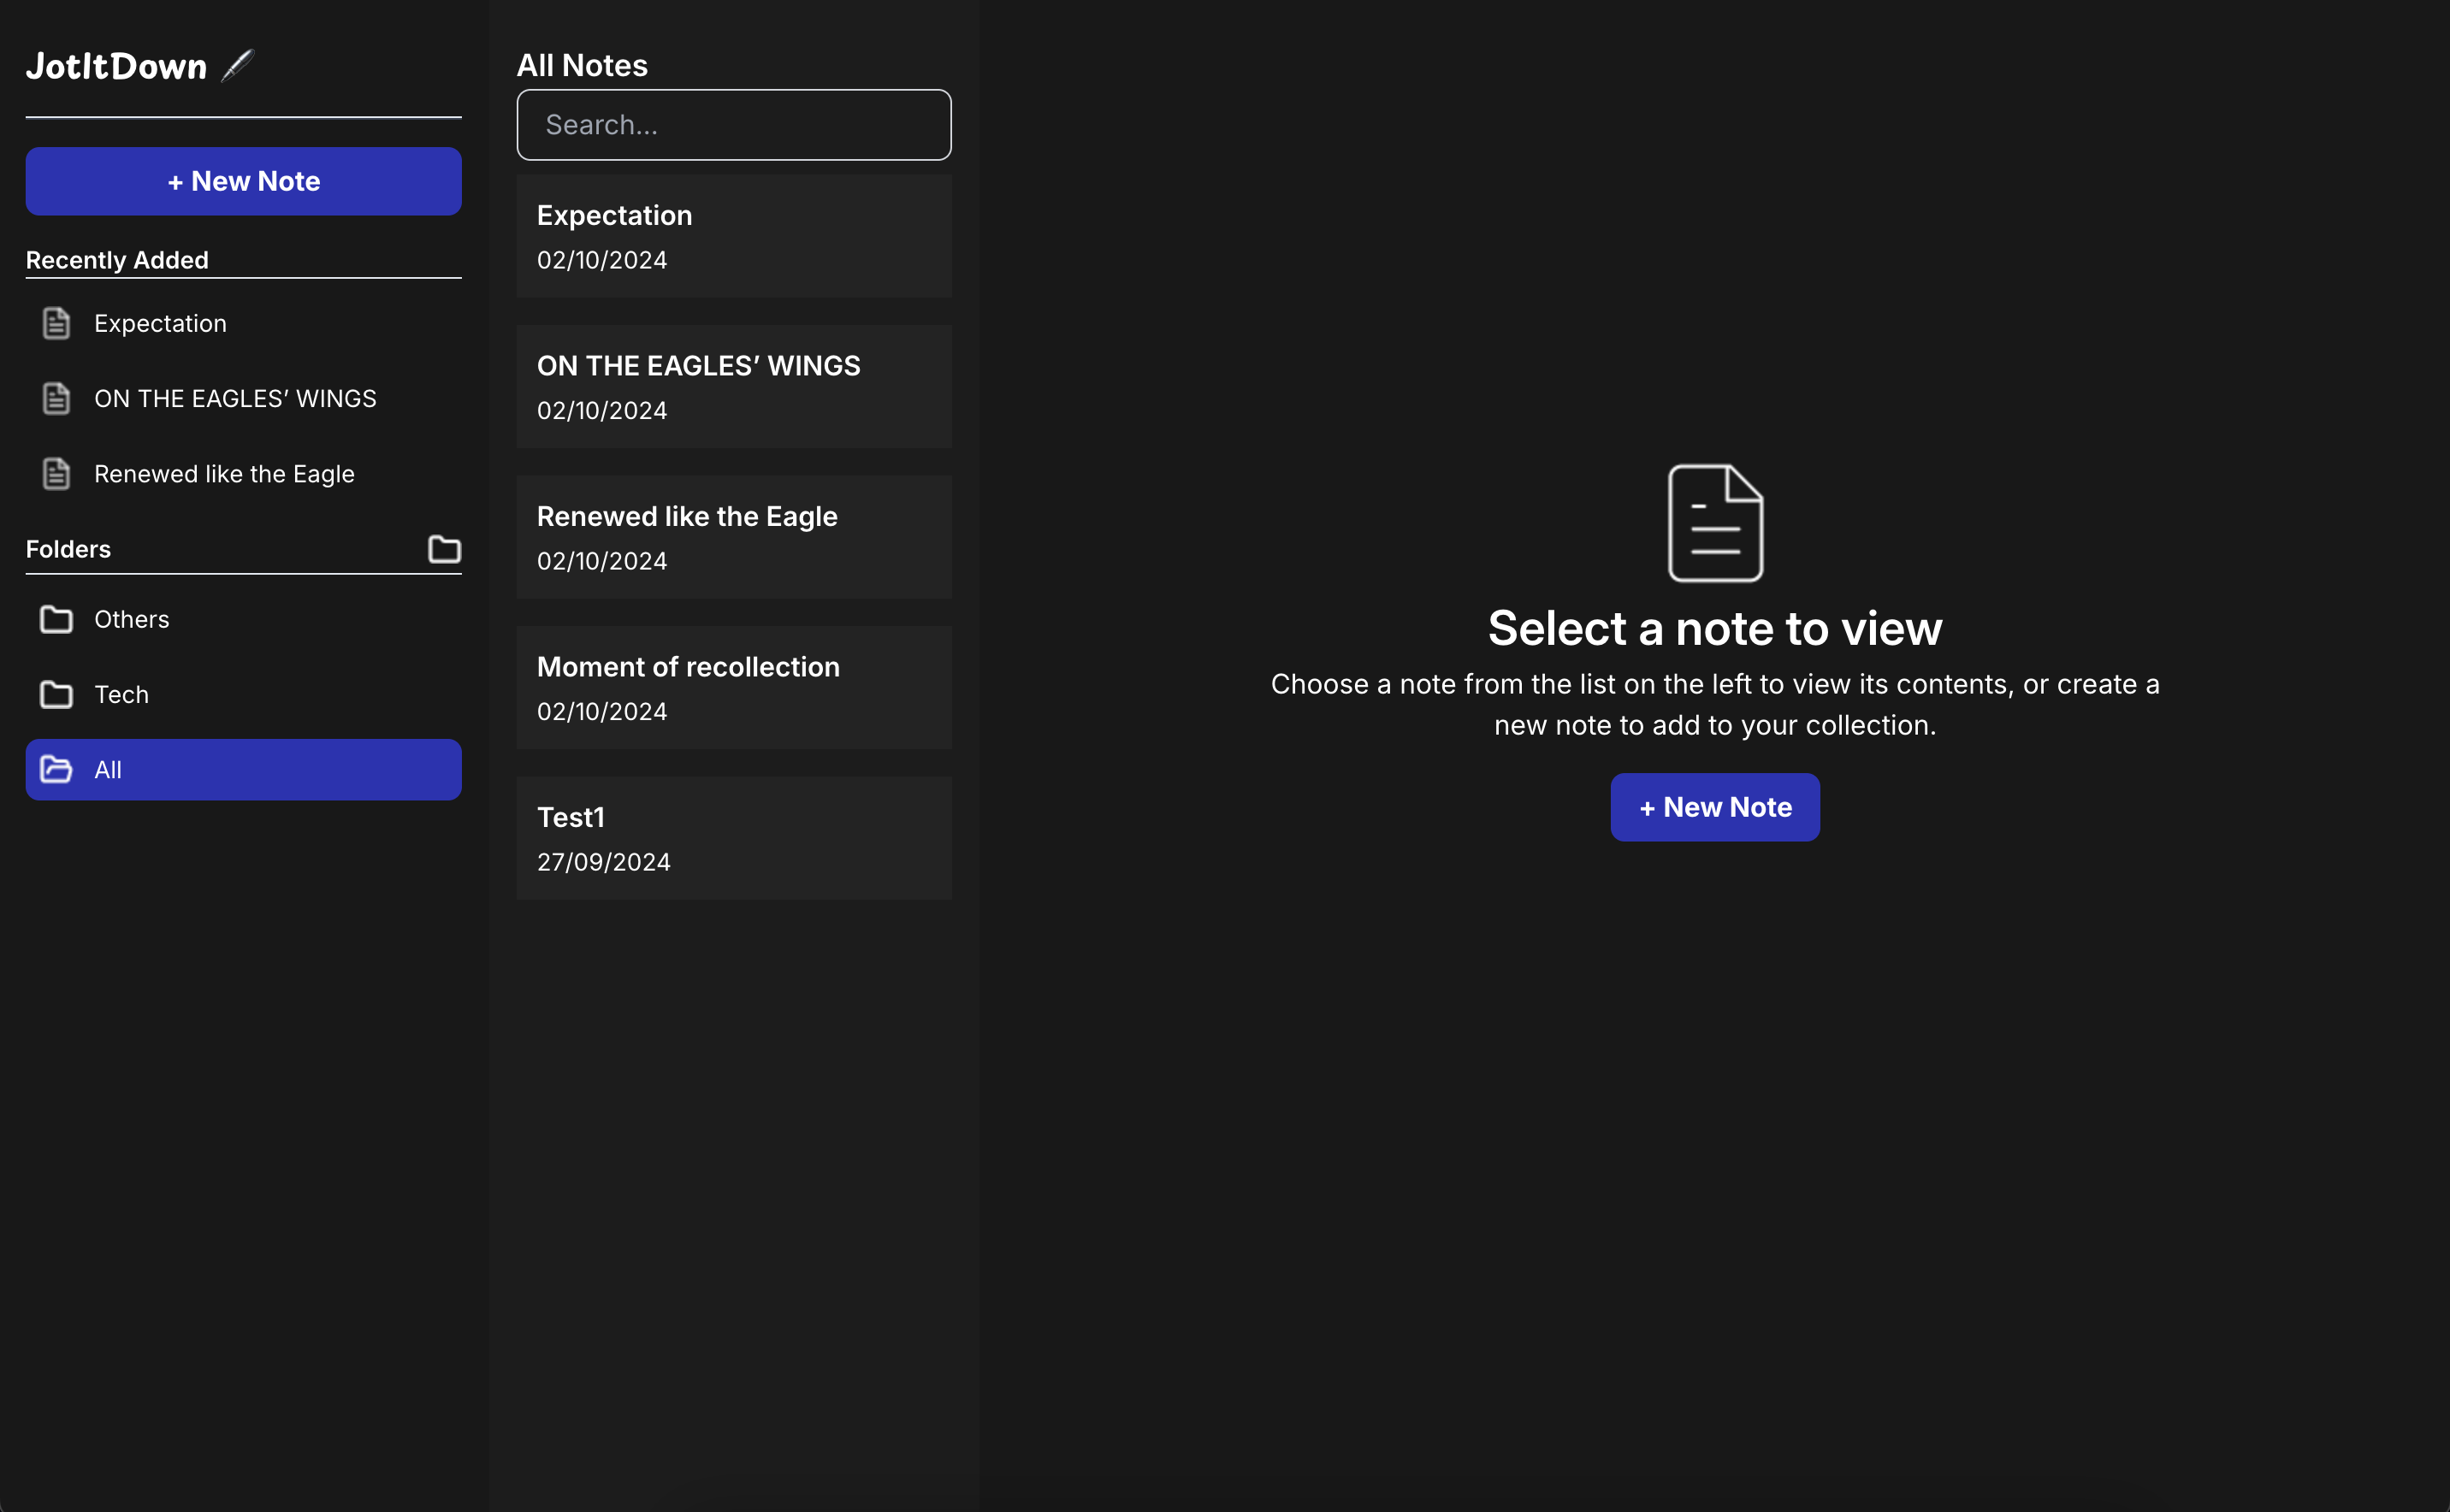 JotItDown
+ New Note
Recently Added
Expectation
ON THE EAGLES’ WINGS
Renewed like the Eagle
Folders
Others
Tech
All
All Notes
Search...
Expectation
02/10/2024
ON THE EAGLES’ WINGS
02/10/2024
Renewed like the Eagle
02/10/2024
Moment of recollection
02/10/2024
Test1
27/09/2024
Select a note to view
Choose a note from the list on the left to view its contents, or create a
new note to add to your collection.
+ New Note